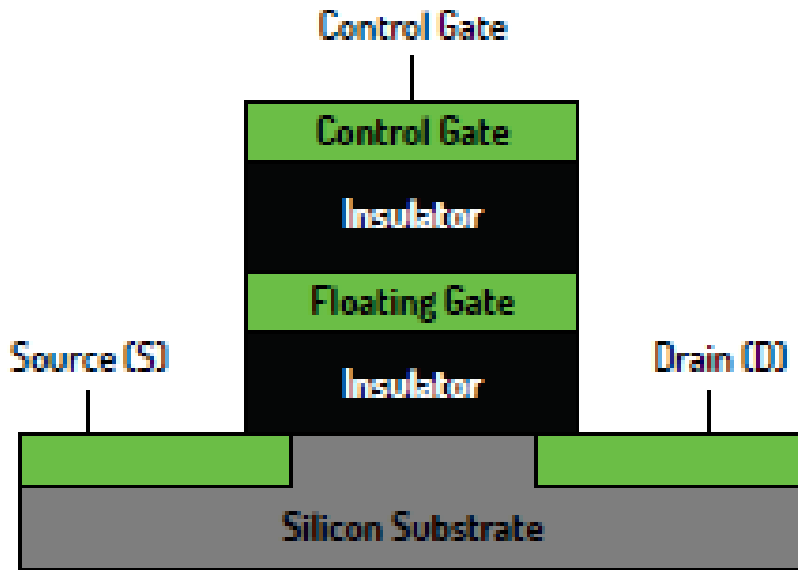 Control Gate
Control Gate
Insulator
Floating Gate
Source (S)
Drain (D)
Insulator
Silicon Substrate